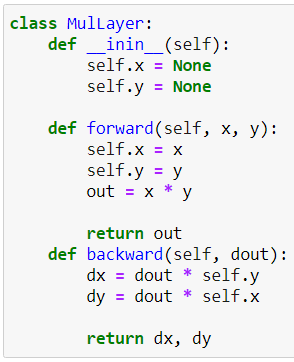 class MulLayer:
    def __inin__(self):
        self.x = None
        self.y = None

    def forward(self, x, y):
        self.x = x
        self.y = y
        out = x * y

        return out
    def backward(self, dout):
        dx = dout * self.y
        dy = dout * self.x

        return dx, dy